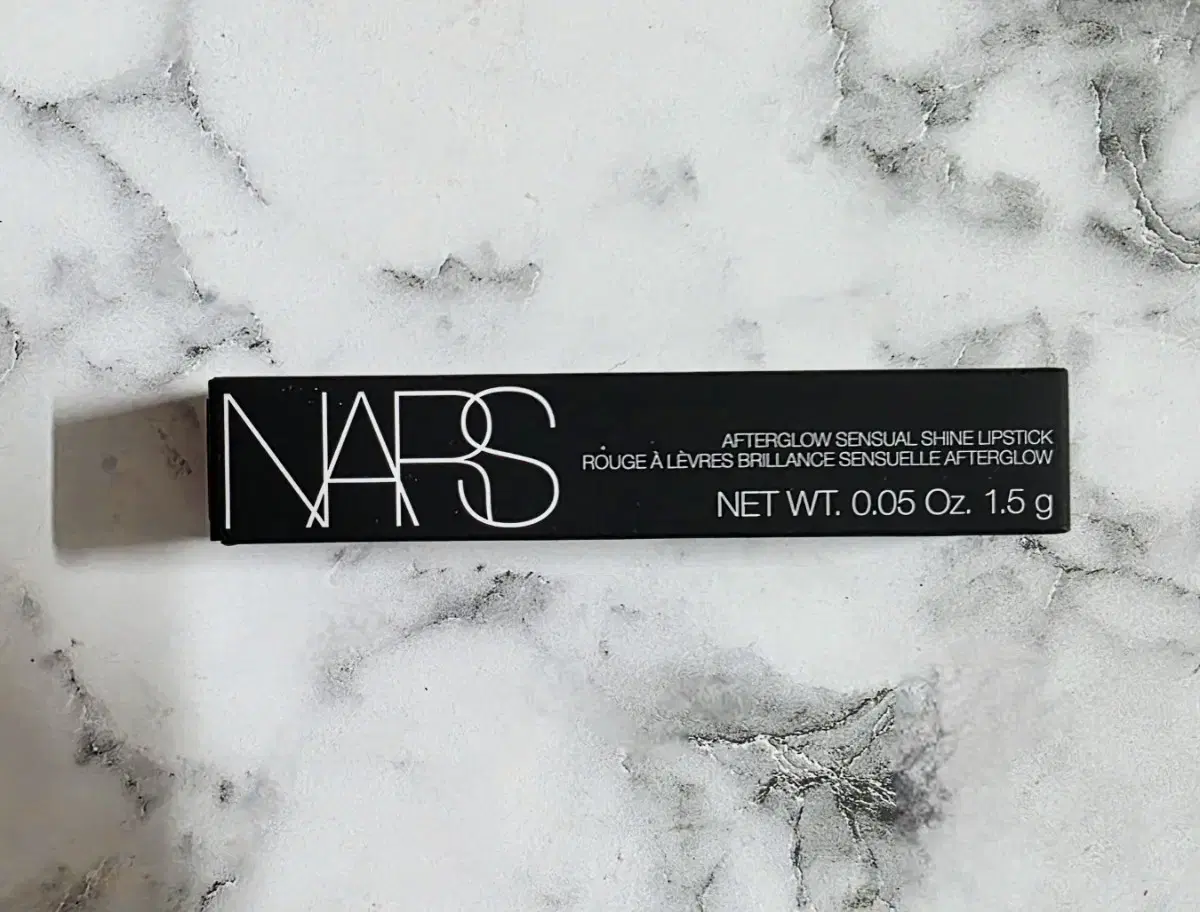 NARS
AFTERGLOW SENSUAL SHINE LIPSTICK
ROUGE À LÈVRES BRILLANCE SENSUELLE AFTERGLOW
NET WT. 0.05 Oz. 1.5 g